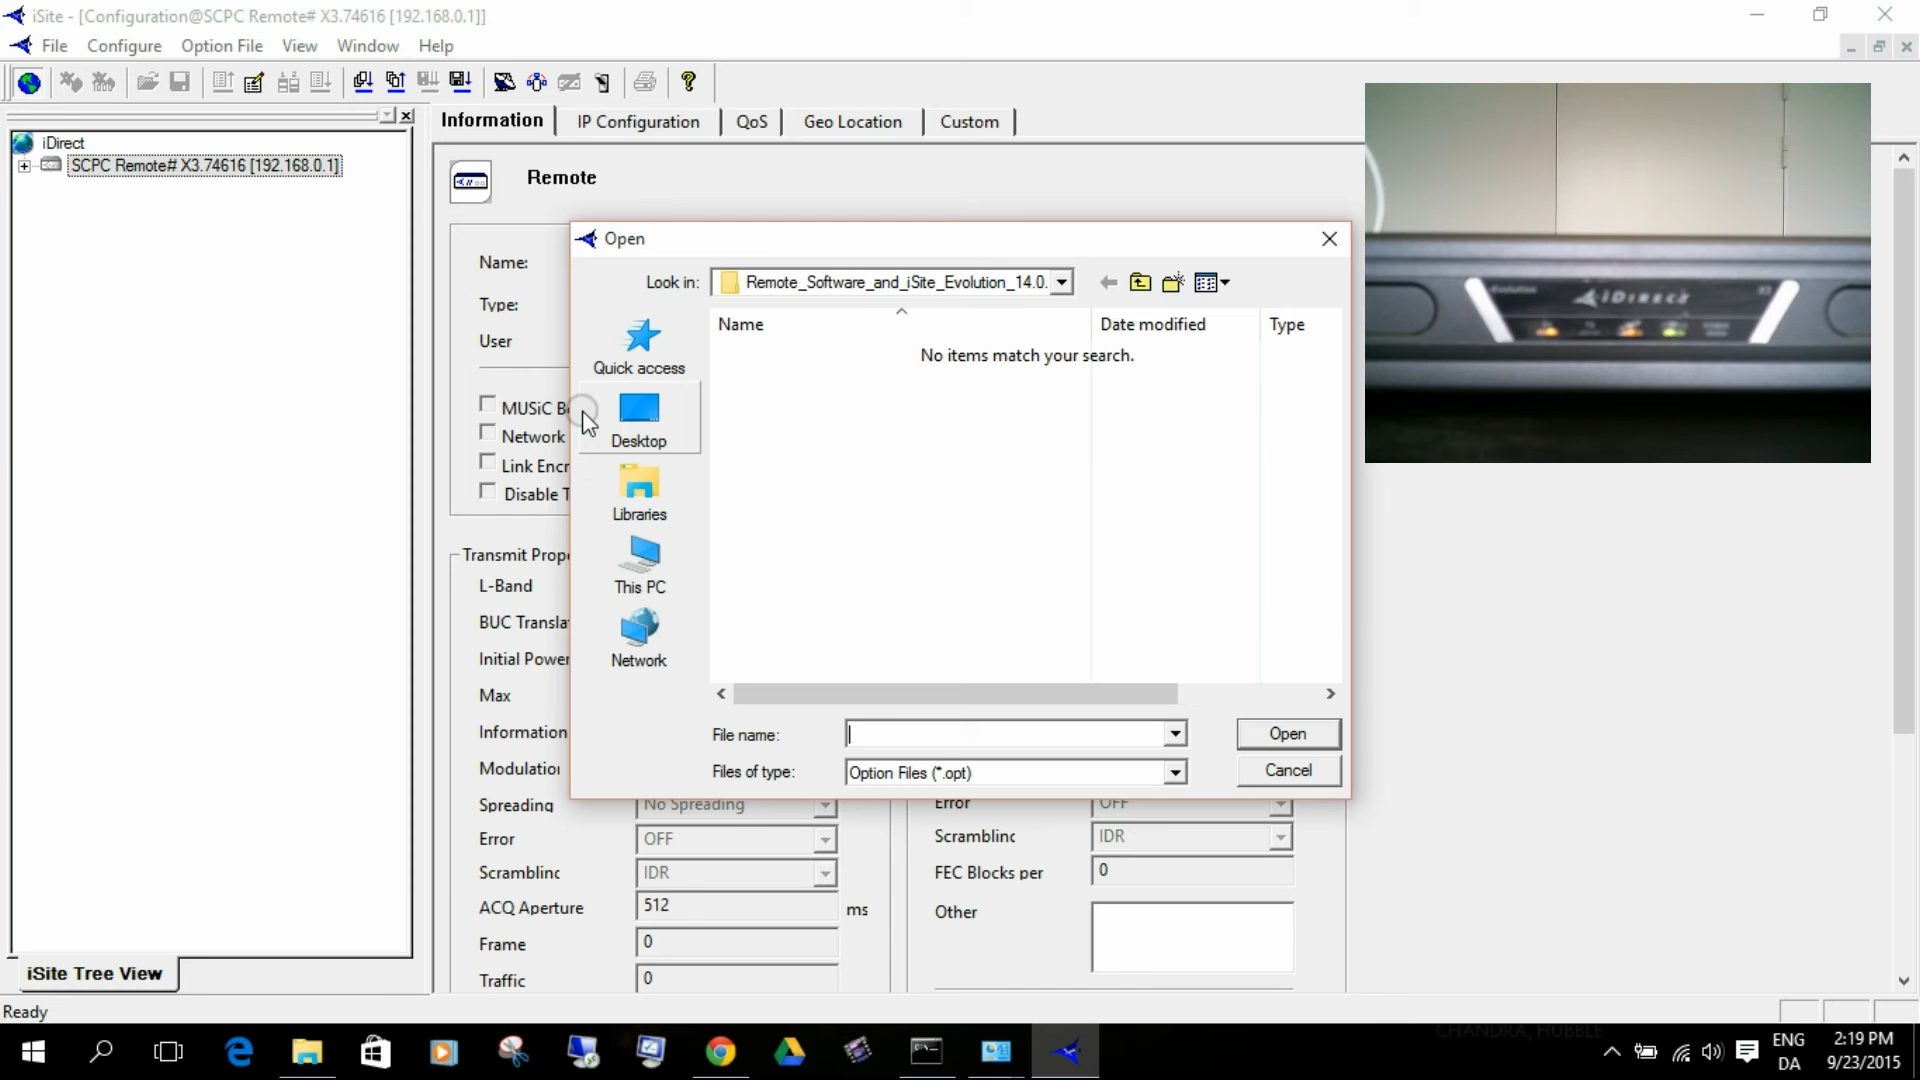 iSite - [Configuration@SCPC Remote# X3.74616 [192.168.0.1]]
File Configure Option File View Window Help
Information IP Configuration QoS Geo Location Custom
iDirect
SCPC Remote# X3.74616 [192.168.0.1]
Remote
Name:
Type:
User
MUSiC B
Network
Link Encr
Disable T
Transmit Prop
L-Band
BUC Transla
Initial Power
Max
Information
Modulation
Spreading No Spreading
Error OFF
Scrambling IDR
ACQ Aperture 512 ms
Frame 0
Traffic 0
Error OFF
Scrambling IDR
FEC Blocks per 0
Other
Open
Look in: Remote_Software_and_iSite_Evolution_14.0.
Name Date modified Type
No items match your search.
Quick access
Desktop
Libraries
This PC
Network
File name: Open
Files of type: Option Files (*.opt) Cancel
iDIRECT
X3
iSite Tree View
Ready
CHANDRA, HUBBLE
ENG
DA
2:19 PM
9/23/2015